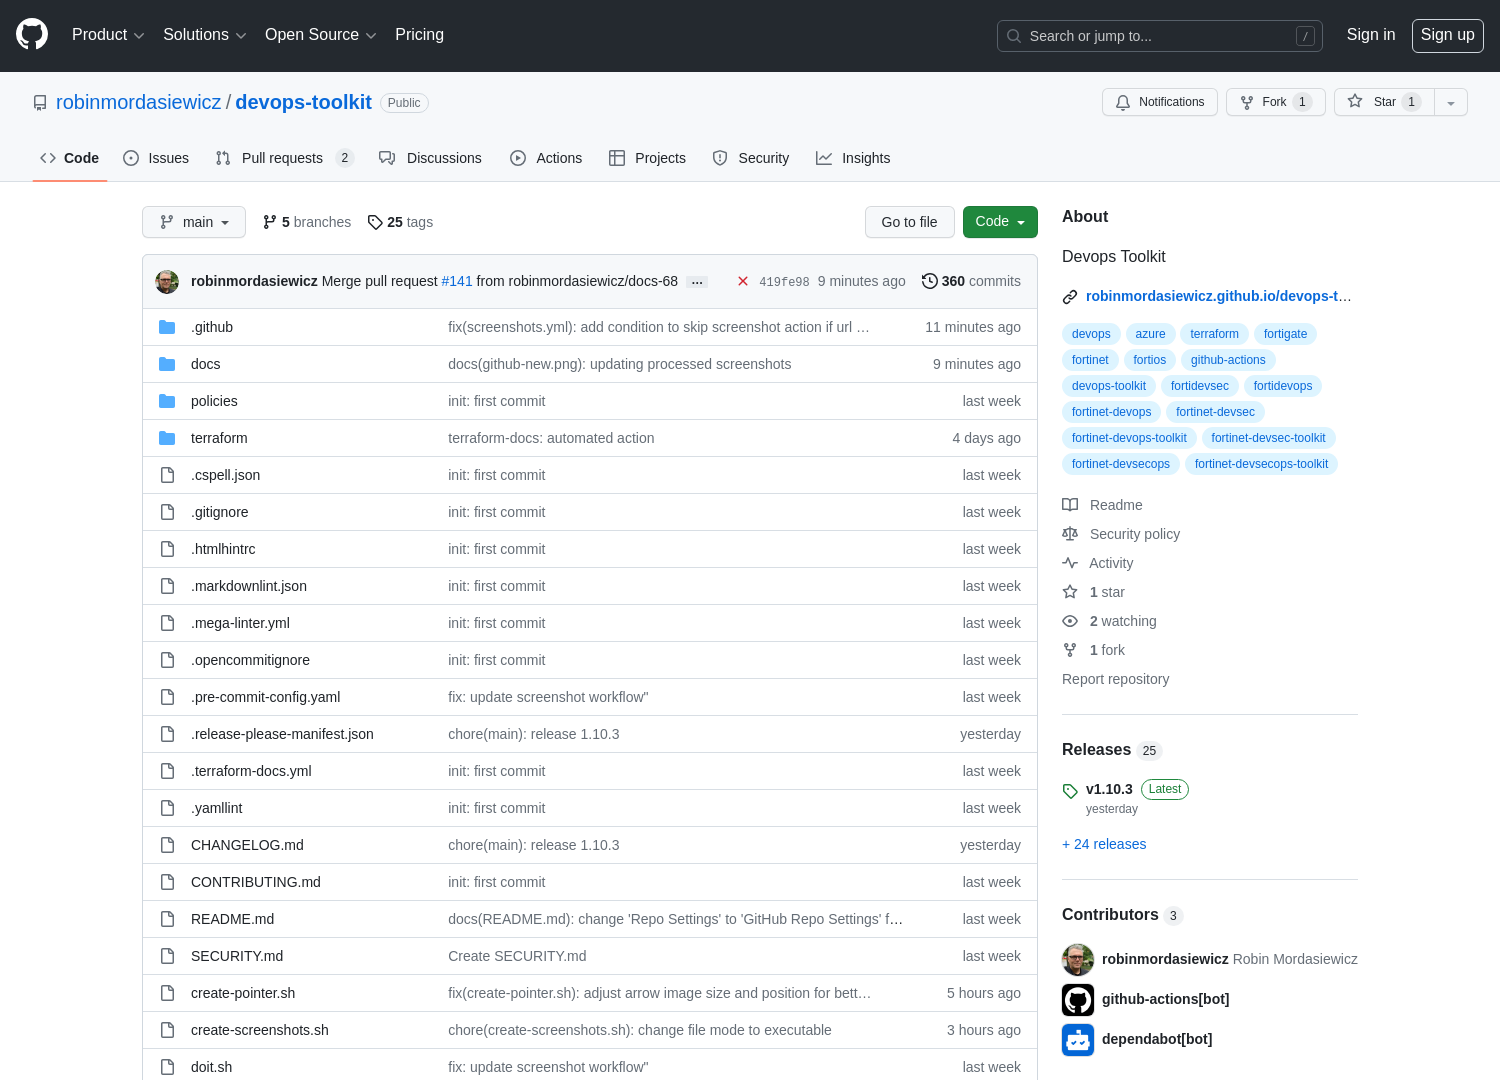 Product Solutions Open Source Pricing Search or jump to... / Sign in Sign up
robinmordasiewicz / devops-toolkit Public Notifications Fork 1 Star 1
Code Issues Pull requests 2 Discussions Actions Projects Security Insights
main 5 branches 25 tags Go to file Code
robinmordasiewicz Merge pull request #141 from robinmordasiewicz/docs-68 ... 419fe98 9 minutes ago 360 commits
.github fix(screenshots.yml): add condition to skip screenshot action if url … 11 minutes ago
docs docs(github-new.png): updating processed screenshots 9 minutes ago
policies init: first commit last week
terraform terraform-docs: automated action 4 days ago
.cspell.json init: first commit last week
.gitignore init: first commit last week
.htmlhintrc init: first commit last week
.markdownlint.json init: first commit last week
.mega-linter.yml init: first commit last week
.opencommitignore init: first commit last week
.pre-commit-config.yaml fix: update screenshot workflow" last week
.release-please-manifest.json chore(main): release 1.10.3 yesterday
.terraform-docs.yml init: first commit last week
.yamllint init: first commit last week
CHANGELOG.md chore(main): release 1.10.3 yesterday
CONTRIBUTING.md init: first commit last week
README.md docs(README.md): change 'Repo Settings' to 'GitHub Repo Settings' f… last week
SECURITY.md Create SECURITY.md last week
create-pointer.sh fix(create-pointer.sh): adjust arrow image size and position for bett… 5 hours ago
create-screenshots.sh chore(create-screenshots.sh): change file mode to executable 3 hours ago
doit.sh fix: update screenshot workflow" last week
About
Devops Toolkit
robinmordasiewicz.github.io/devops-t…
devops azure terraform fortigate
fortinet fortios github-actions
devops-toolkit fortidevsec fortidevops
fortinet-devops fortinet-devsec
fortinet-devops-toolkit fortinet-devsec-toolkit
fortinet-devsecops fortinet-devsecops-toolkit
Readme
Security policy
Activity
1 star
2 watching
1 fork
Report repository
Releases 25
v1.10.3 Latest
yesterday
+ 24 releases
Contributors 3
robinmordasiewicz Robin Mordasiewicz
github-actions[bot]
dependabot[bot]